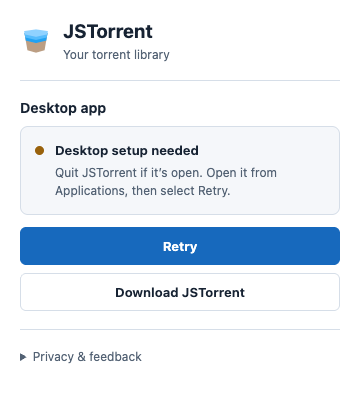 JSTorrent
Your torrent library
Desktop app
Desktop setup needed
Quit JSTorrent if it’s open. Open it from
Applications, then select Retry.
Retry
Download JSTorrent
Privacy & feedback